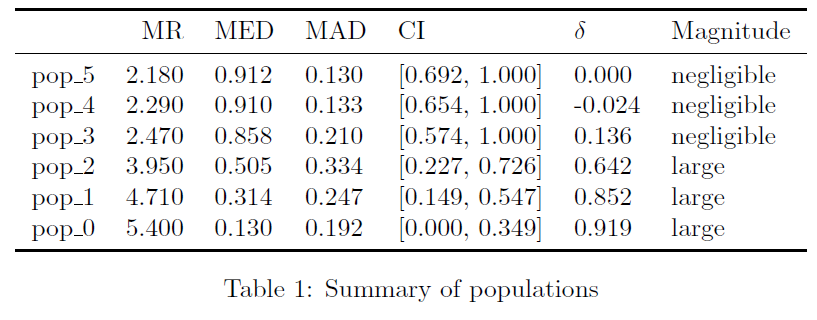 MR MED MAD CI δ Magnitude
pop_5 2.180 0.912 0.130 [0.692, 1.000] 0.000 negligible
pop_4 2.290 0.910 0.133 [0.654, 1.000] -0.024 negligible
pop_3 2.470 0.858 0.210 [0.574, 1.000] 0.136 negligible
pop_2 3.950 0.505 0.334 [0.227, 0.726] 0.642 large
pop_1 4.710 0.314 0.247 [0.149, 0.547] 0.852 large
pop_0 5.400 0.130 0.192 [0.000, 0.349] 0.919 large
Table 1: Summary of populations